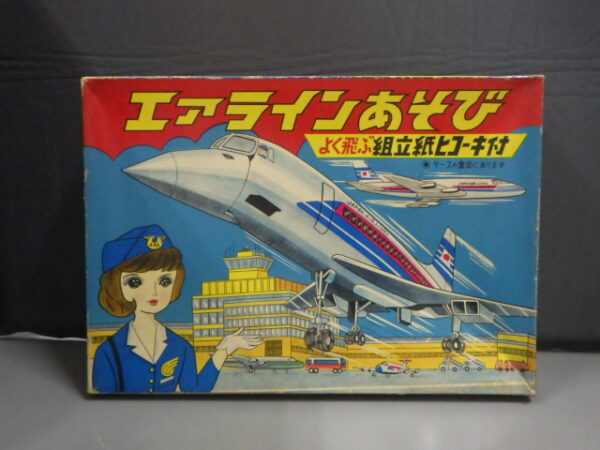 エアラインあそび
よく飛ぶ組立紙ヒコーキ付
ケースの裏面にあります